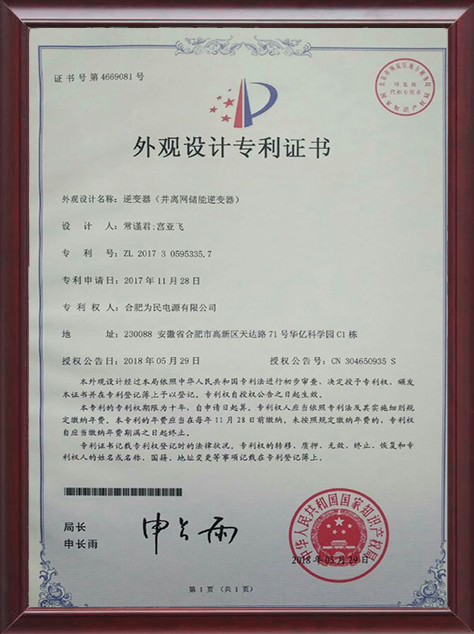 证书号第4669081号
外观设计专利证书
外观设计名称：逆变器（并离网储能逆变器）
设 计 人：常谨君;宫亚飞
专 利 号：ZL 2017 3 0595335.7
专利申请日：2017年11月28日
专 利 权 人：合肥为民电源有限公司
地 址：230088 安徽省合肥市高新区天达路71号华亿科学园C1栋
授权公告日：2018年05月29日 授权公告号：CN 304650935 S
本外观设计经过本局依照中华人民共和国专利法进行初步审查，决定授予专利权，颁发
本证书并在专利登记簿上予以登记。专利权自授权公告之日起生效。
本专利的专利权期限为十年，自申请日起算。专利权人应当依照专利法及其实施细则规
定缴纳年费。本专利的年费应当在每年11月28日前缴纳。未按照规定缴纳年费的，专利权
自应当缴纳年费期满之日起终止。
专利证书记载专利权登记时的法律状况。专利权的转移、质押、无效、终止、恢复和专
利权人的姓名或名称、国籍、地址变更等事项记载在专利登记簿上。
局长
申长雨
申长雨
中华人民共和国国家知识产权局
2018年05月29日
第1页（共1页）